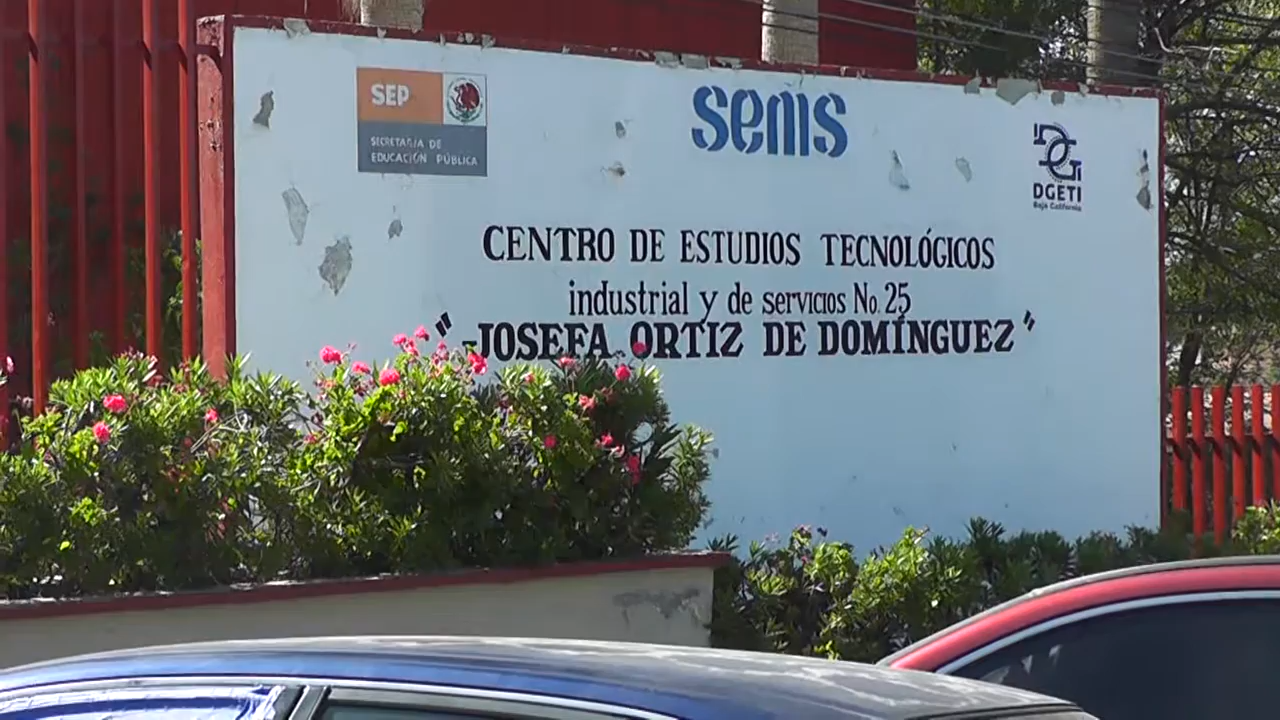 SEP
SECRETARÍA DE
EDUCACIÓN PÚBLICA
sems
DGETI
Baja California
CENTRO DE ESTUDIOS TECNOLÓGICOS
industrial y de servicios No. 25
"JOSEFA ORTIZ DE DOMÍNGUEZ"